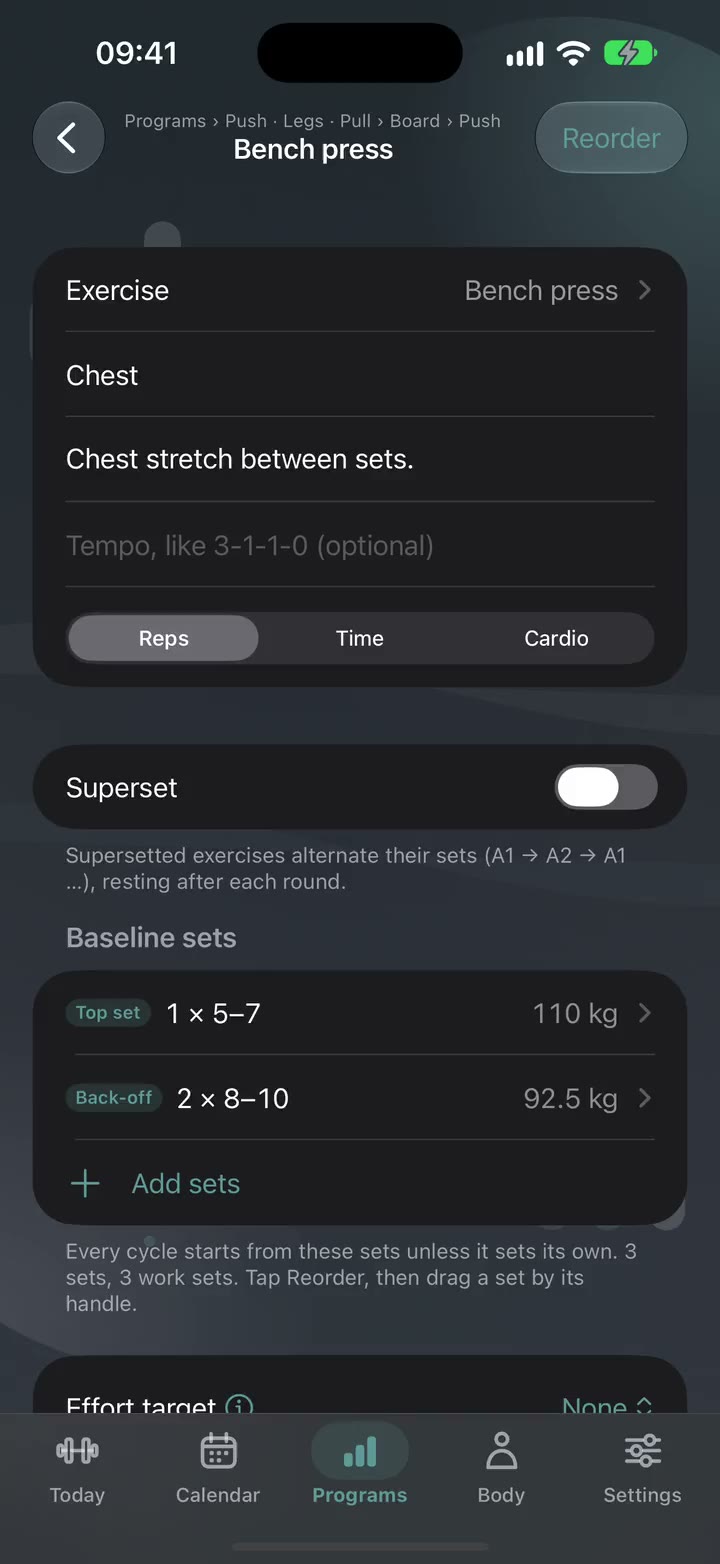 09:41
Programs › Push · Legs · Pull › Board › Push
Bench press
Reorder
Exercise
Bench press
Chest
Chest stretch between sets.
Tempo, like 3-1-1-0 (optional)
Reps
Time
Cardio
Superset
Supersetted exercises alternate their sets (A1 → A2 → A1
…), resting after each round.
Baseline sets
Top set
1 × 5–7
110 kg
Back-off
2 × 8–10
92.5 kg
Add sets
Every cycle starts from these sets unless it sets its own. 3
sets, 3 work sets. Tap Reorder, then drag a set by its
handle.
Effort target
None
Today
Calendar
Programs
Body
Settings